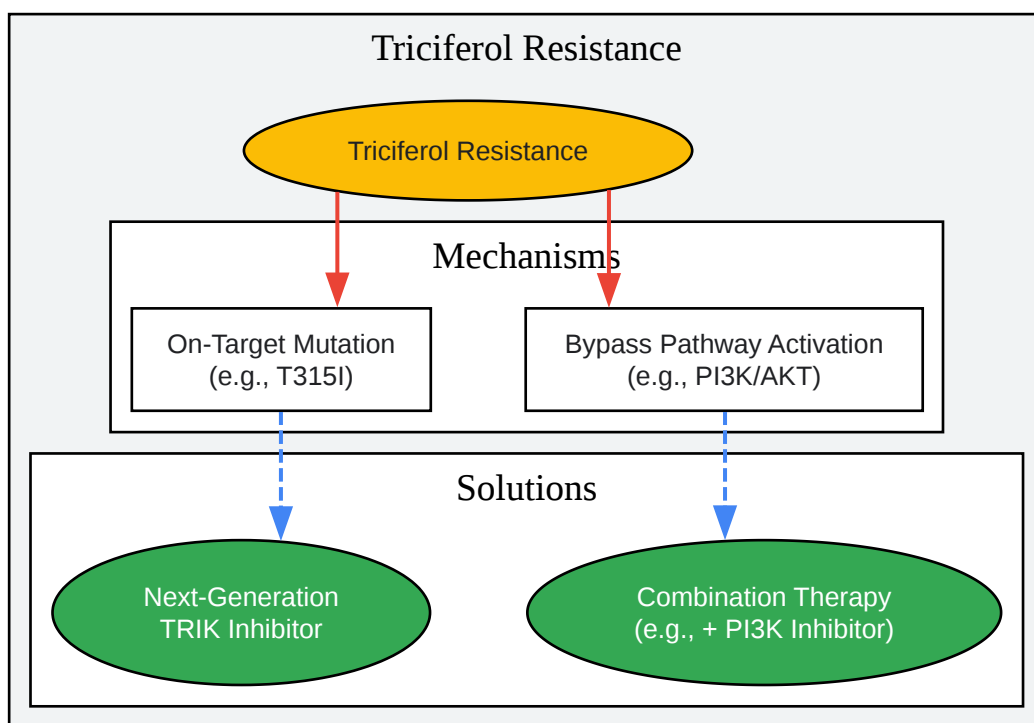 Triciferol Resistance
Triciferol Resistance
Mechanisms
On-Target Mutation
(e.g., T315I)
Bypass Pathway Activation
(e.g., PI3K/AKT)
Solutions
Next-Generation
TRIK Inhibitor
Combination Therapy
(e.g., + PI3K Inhibitor)